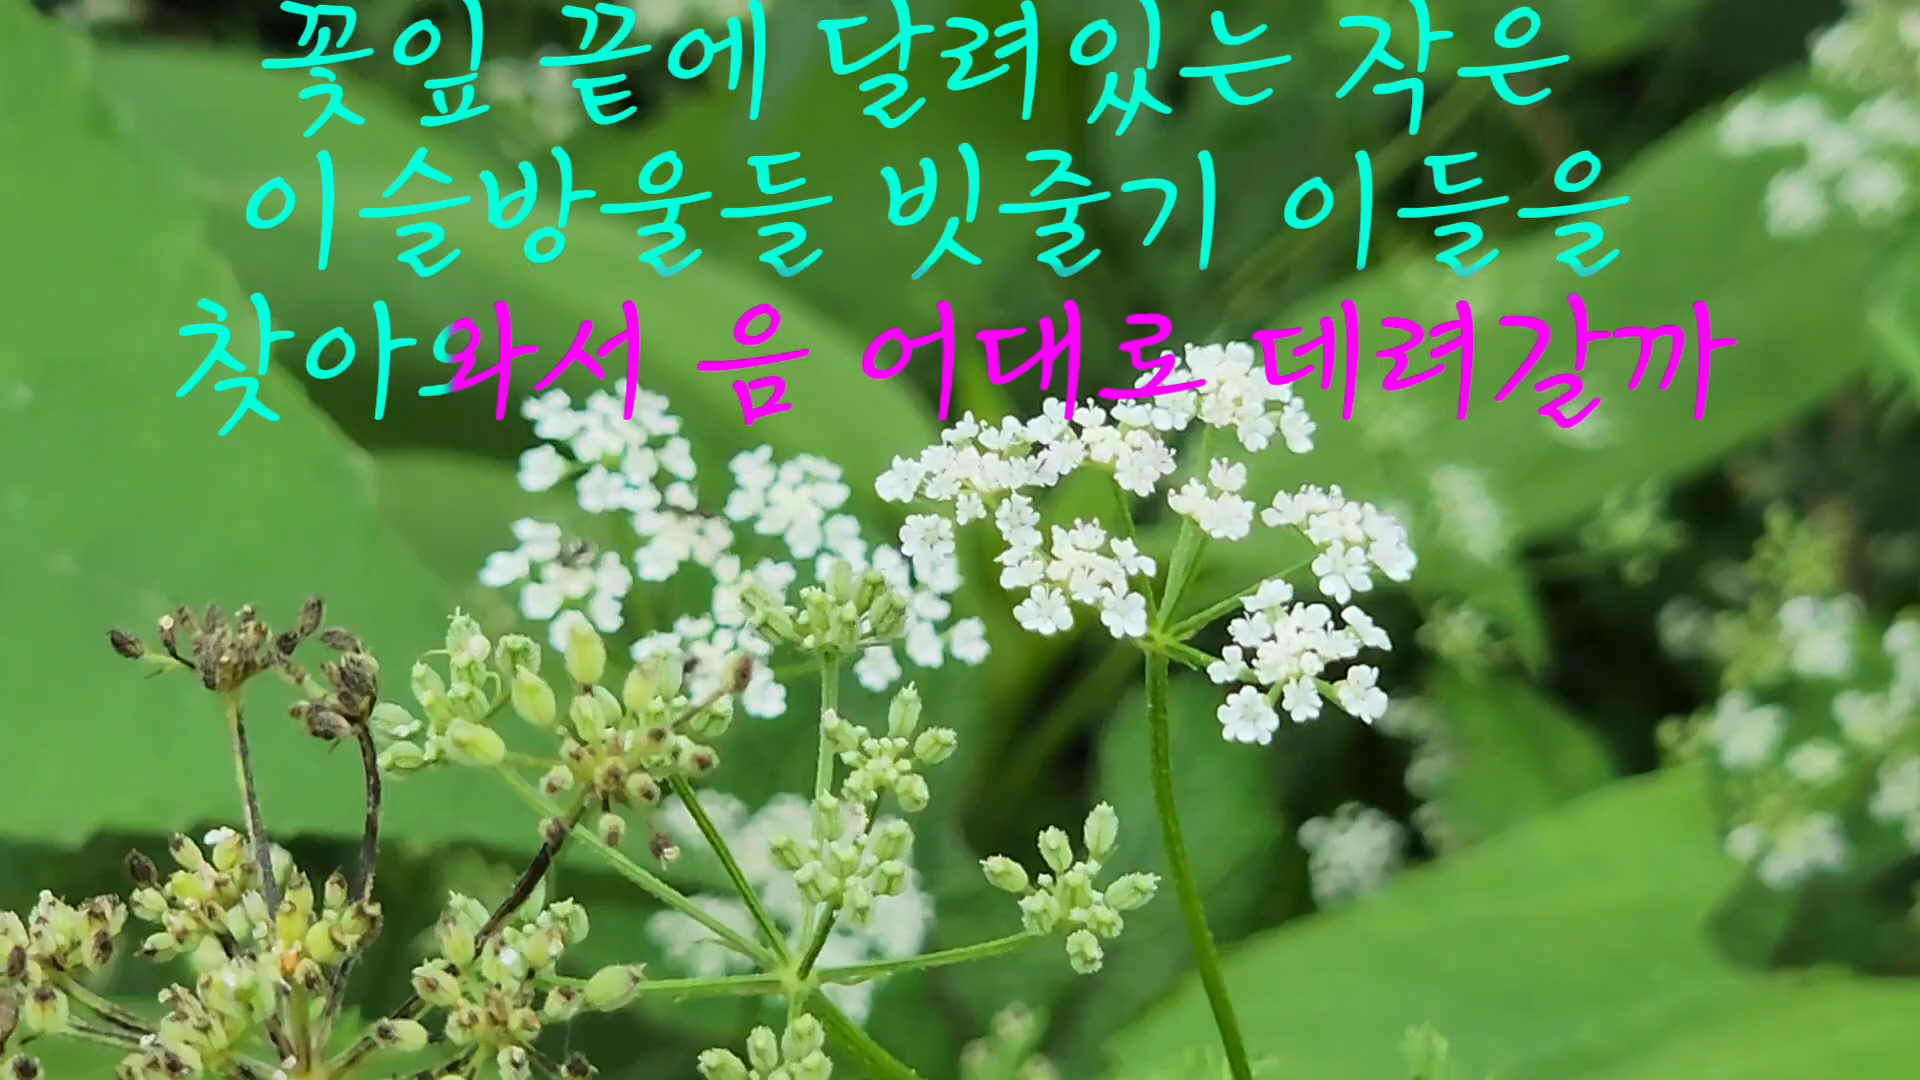 꽃잎 끝에 달려있는 작은
이슬방울들 빗줄기 이들을
찾아와서 음 어대로 데려갈까